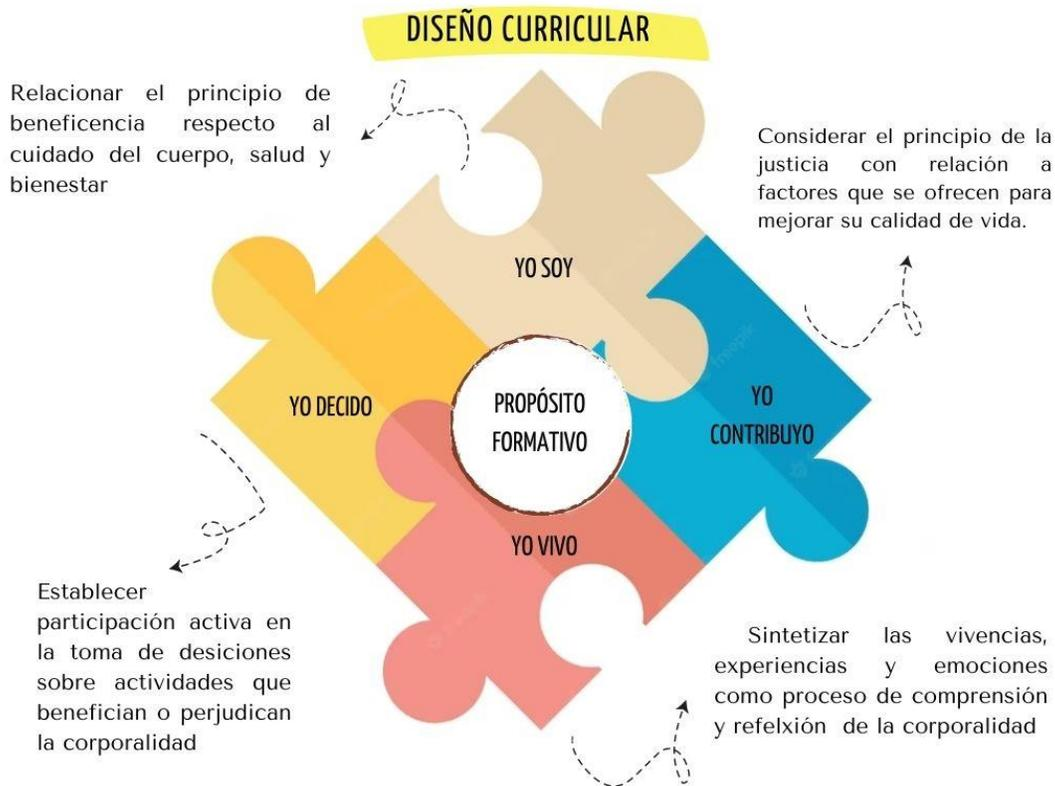 DISEÑO CURRICULAR
Relacionar el principio de
beneficencia respecto al
cuidado del cuerpo, salud y
bienestar
Considerar el principio de la
justicia con relación a
factores que se ofrecen para
mejorar su calidad de vida.
YO SOY
YO DECIDO
PROPÓSITO
FORMATIVO
YO
CONTRIBUYO
YO VIVO
Establecer
participación activa en
la toma de desiciones
sobre actividades que
benefician o perjudican
la corporalidad
Sintetizar las vivencias,
experiencias y emociones
como proceso de comprensión
y refelxión de la corporalidad